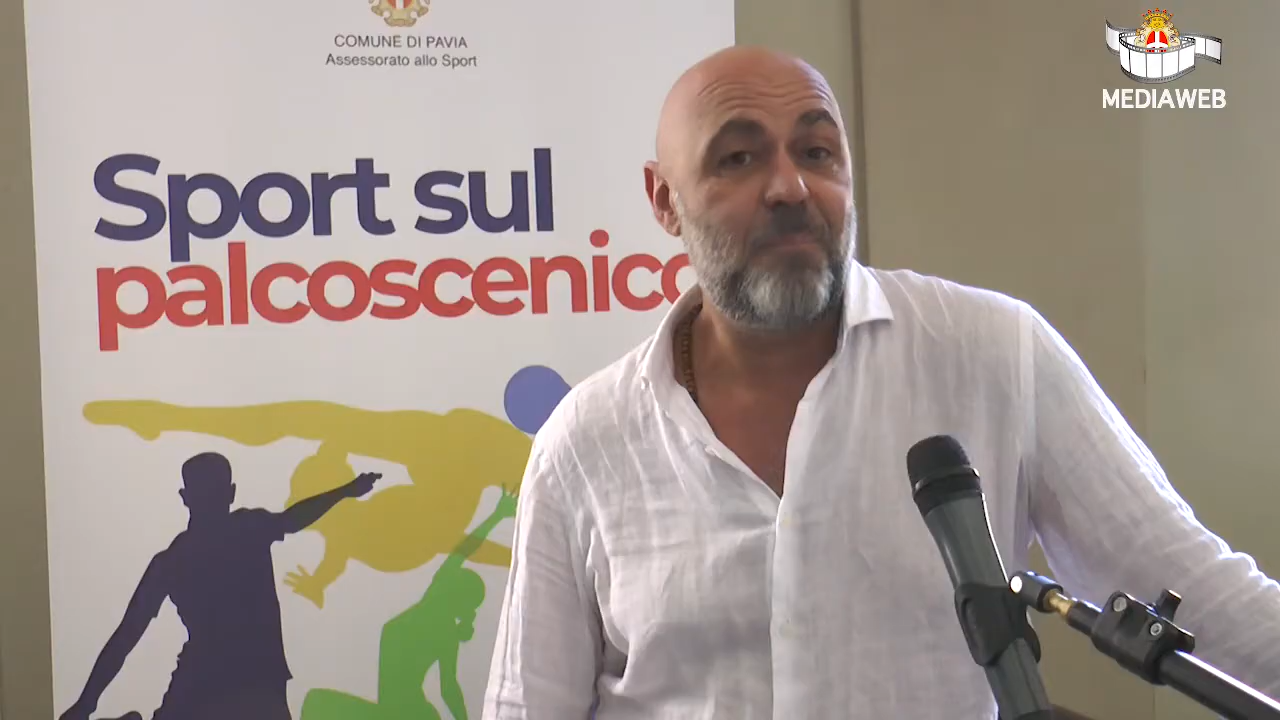 COMUNE DI PAVIA
Assessorato allo Sport
MEDIAWEB
Sport sul
palcoscenico